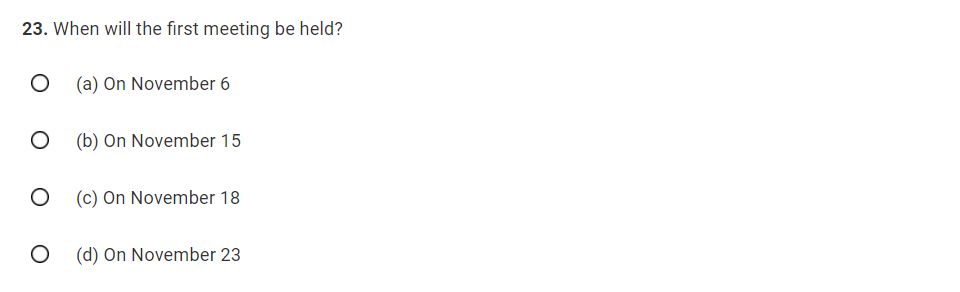 23. When will the first meeting be held?
(a) On November 6
(b) On November 15
(c) On November 18
(d) On November 23